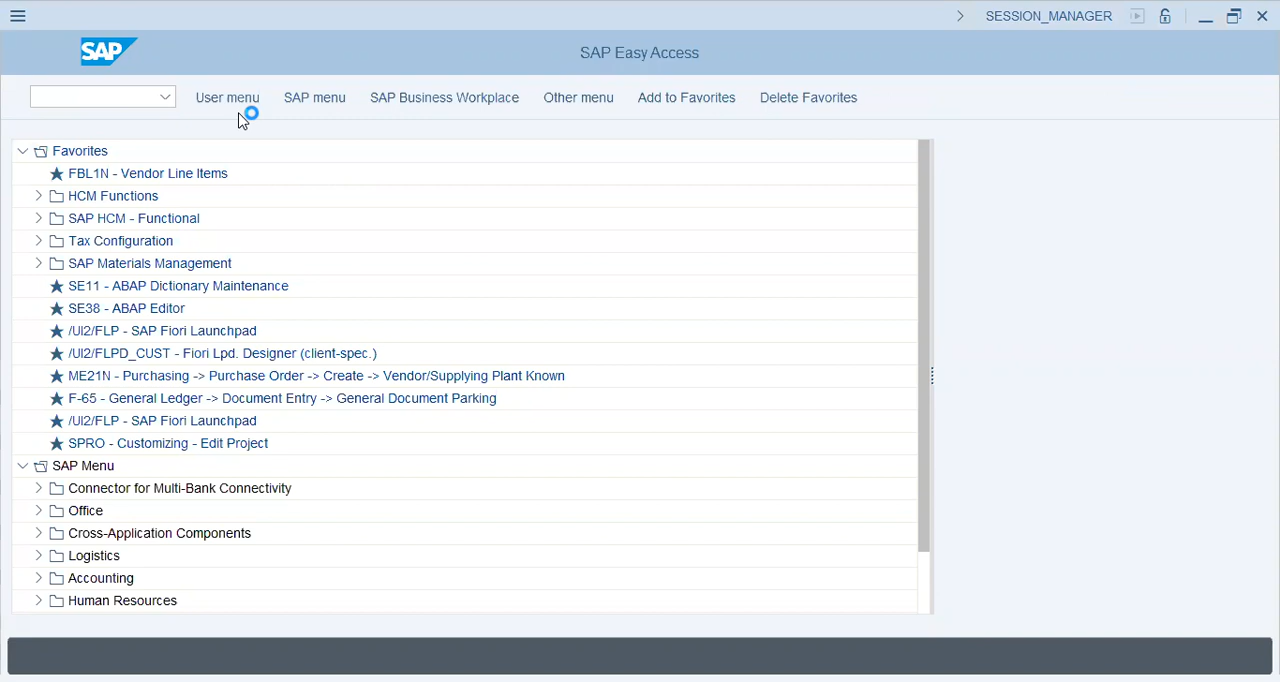 SESSION_MANAGER
SAP
SAP Easy Access
User menu SAP menu SAP Business Workplace Other menu Add to Favorites Delete Favorites
Favorites
FBL1N - Vendor Line Items
HCM Functions
SAP HCM - Functional
Tax Configuration
SAP Materials Management
SE11 - ABAP Dictionary Maintenance
SE38 - ABAP Editor
/UI2/FLP - SAP Fiori Launchpad
/UI2/FLPD_CUST - Fiori Lpd. Designer (client-spec.)
ME21N - Purchasing -> Purchase Order -> Create -> Vendor/Supplying Plant Known
F-65 - General Ledger -> Document Entry -> General Document Parking
/UI2/FLP - SAP Fiori Launchpad
SPRO - Customizing - Edit Project
SAP Menu
Connector for Multi-Bank Connectivity
Office
Cross-Application Components
Logistics
Accounting
Human Resources